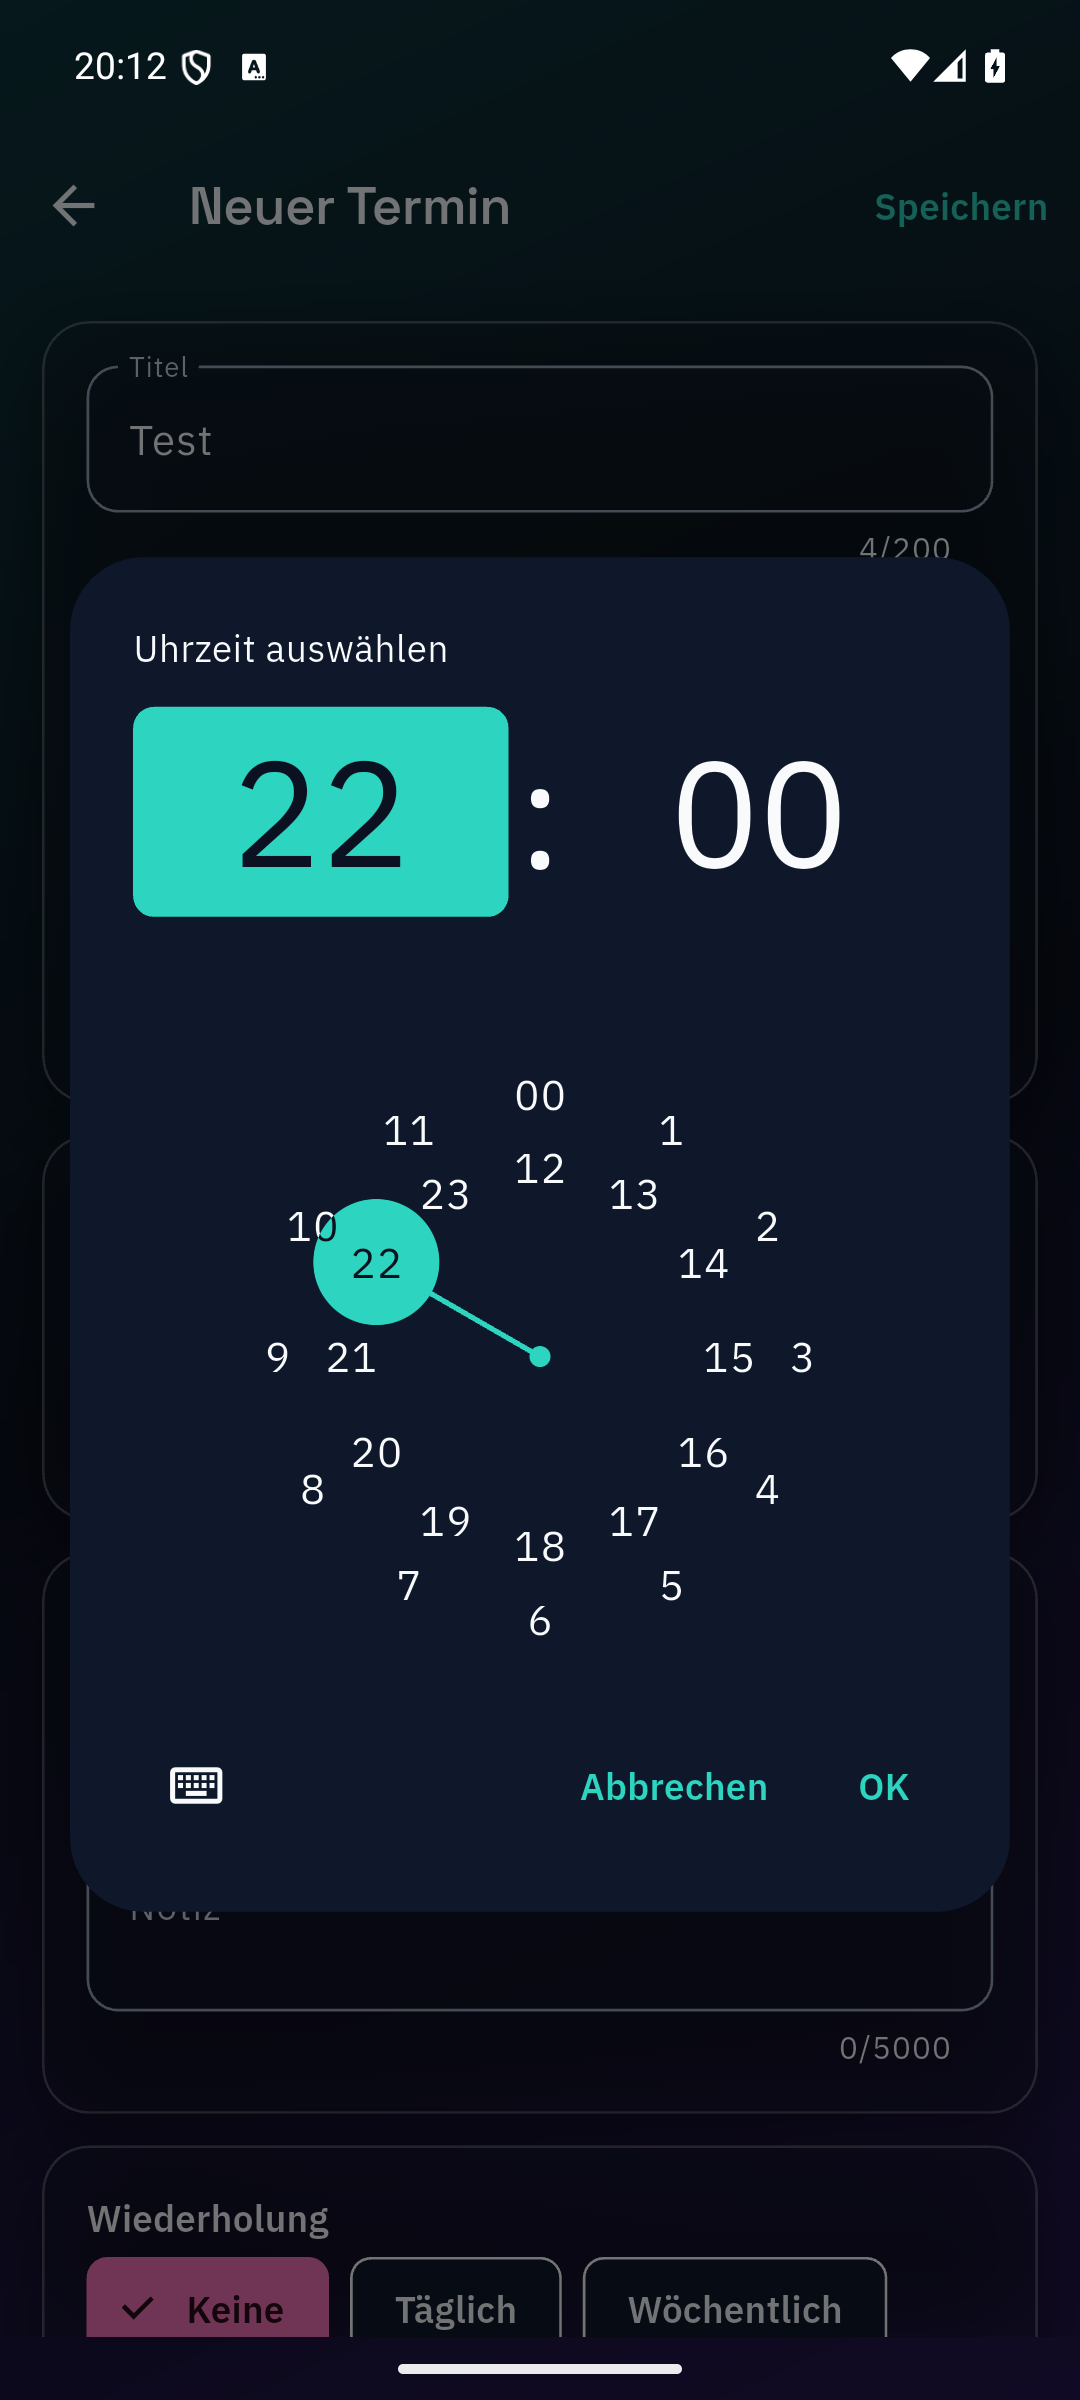 20:12
Neuer Termin
Speichern
Titel
Test
4/200
Uhrzeit auswählen
22 : 00
00
11 1
12
23 13
10 2
22 14
9 21 15 3
20 16
8 4
19 17
18
7 5
6
Abbrechen
OK
Notiz
0/5000
Wiederholung
Keine
Täglich
Wöchentlich